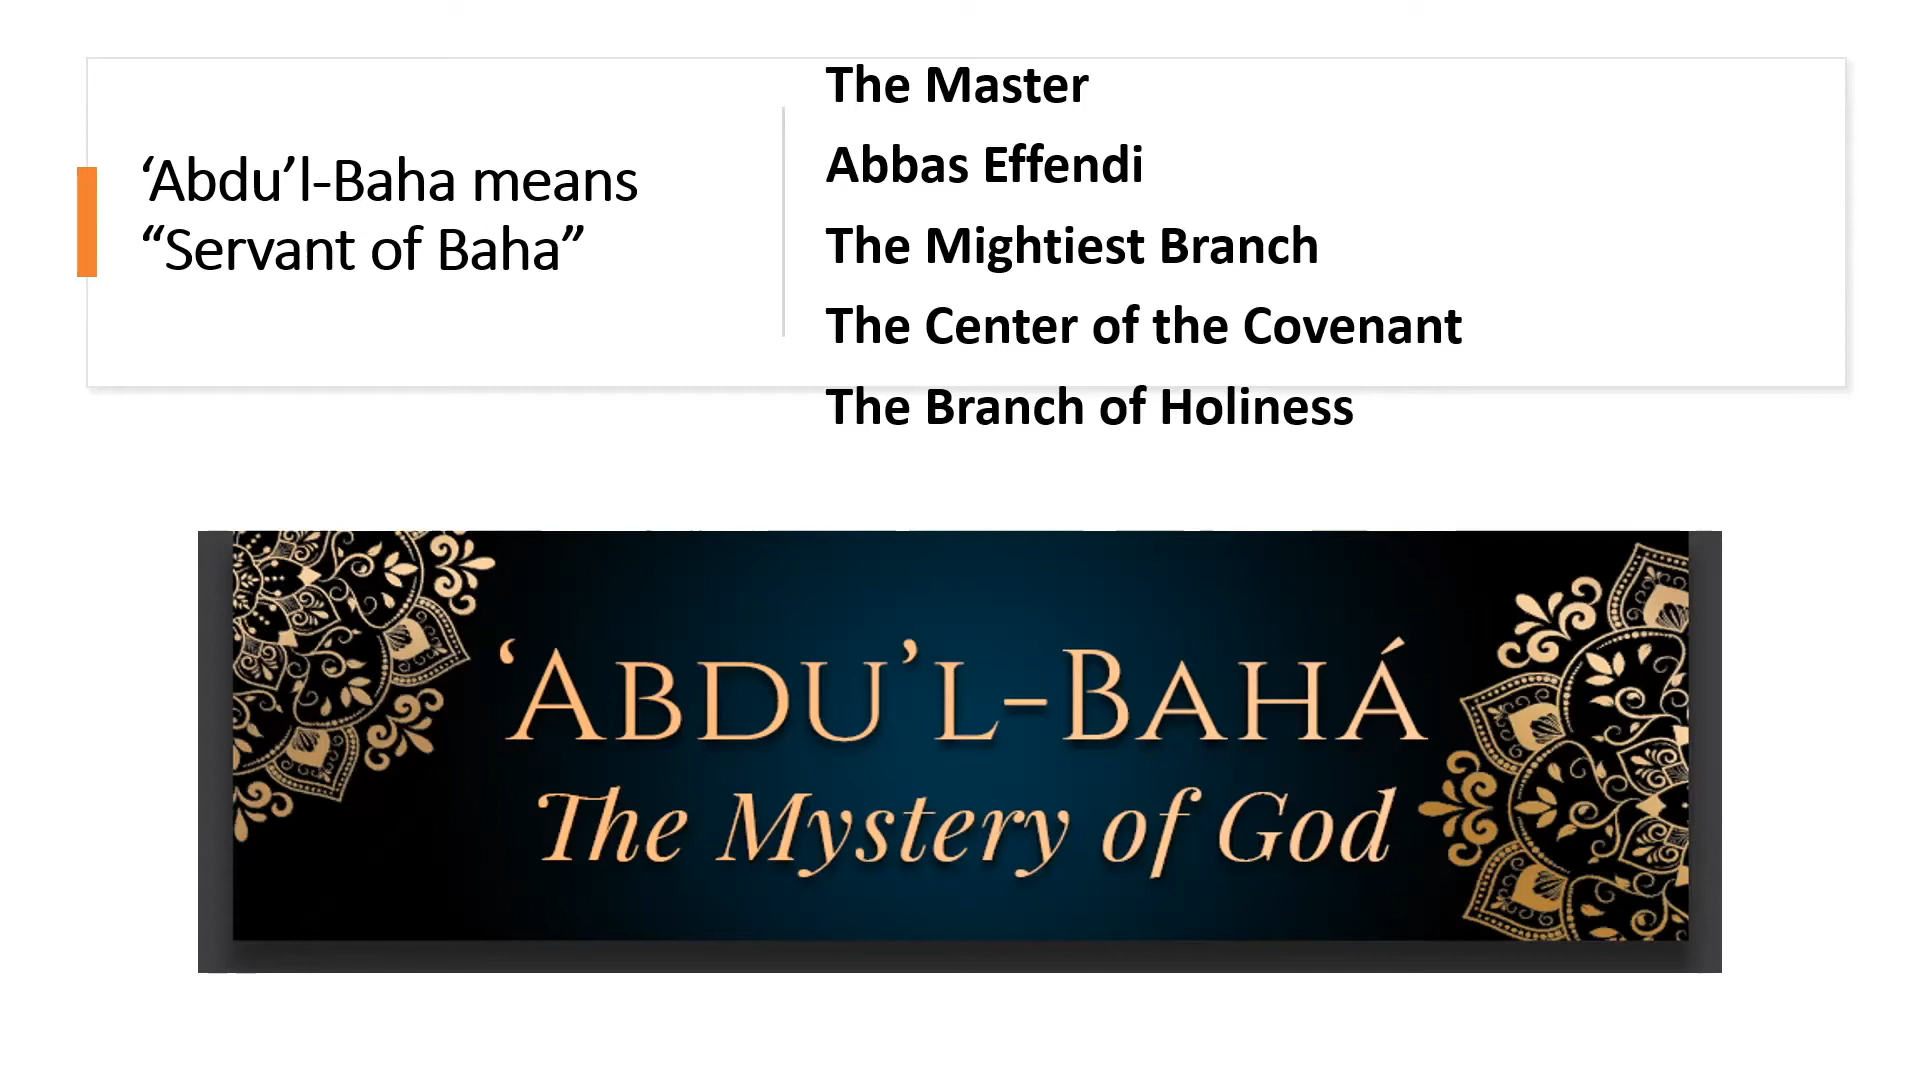 ‘Abdu’l-Baha means
“Servant of Baha”
The Master
Abbas Effendi
The Mightiest Branch
The Center of the Covenant
The Branch of Holiness
‘Abdu’l-Bahá
The Mystery of God